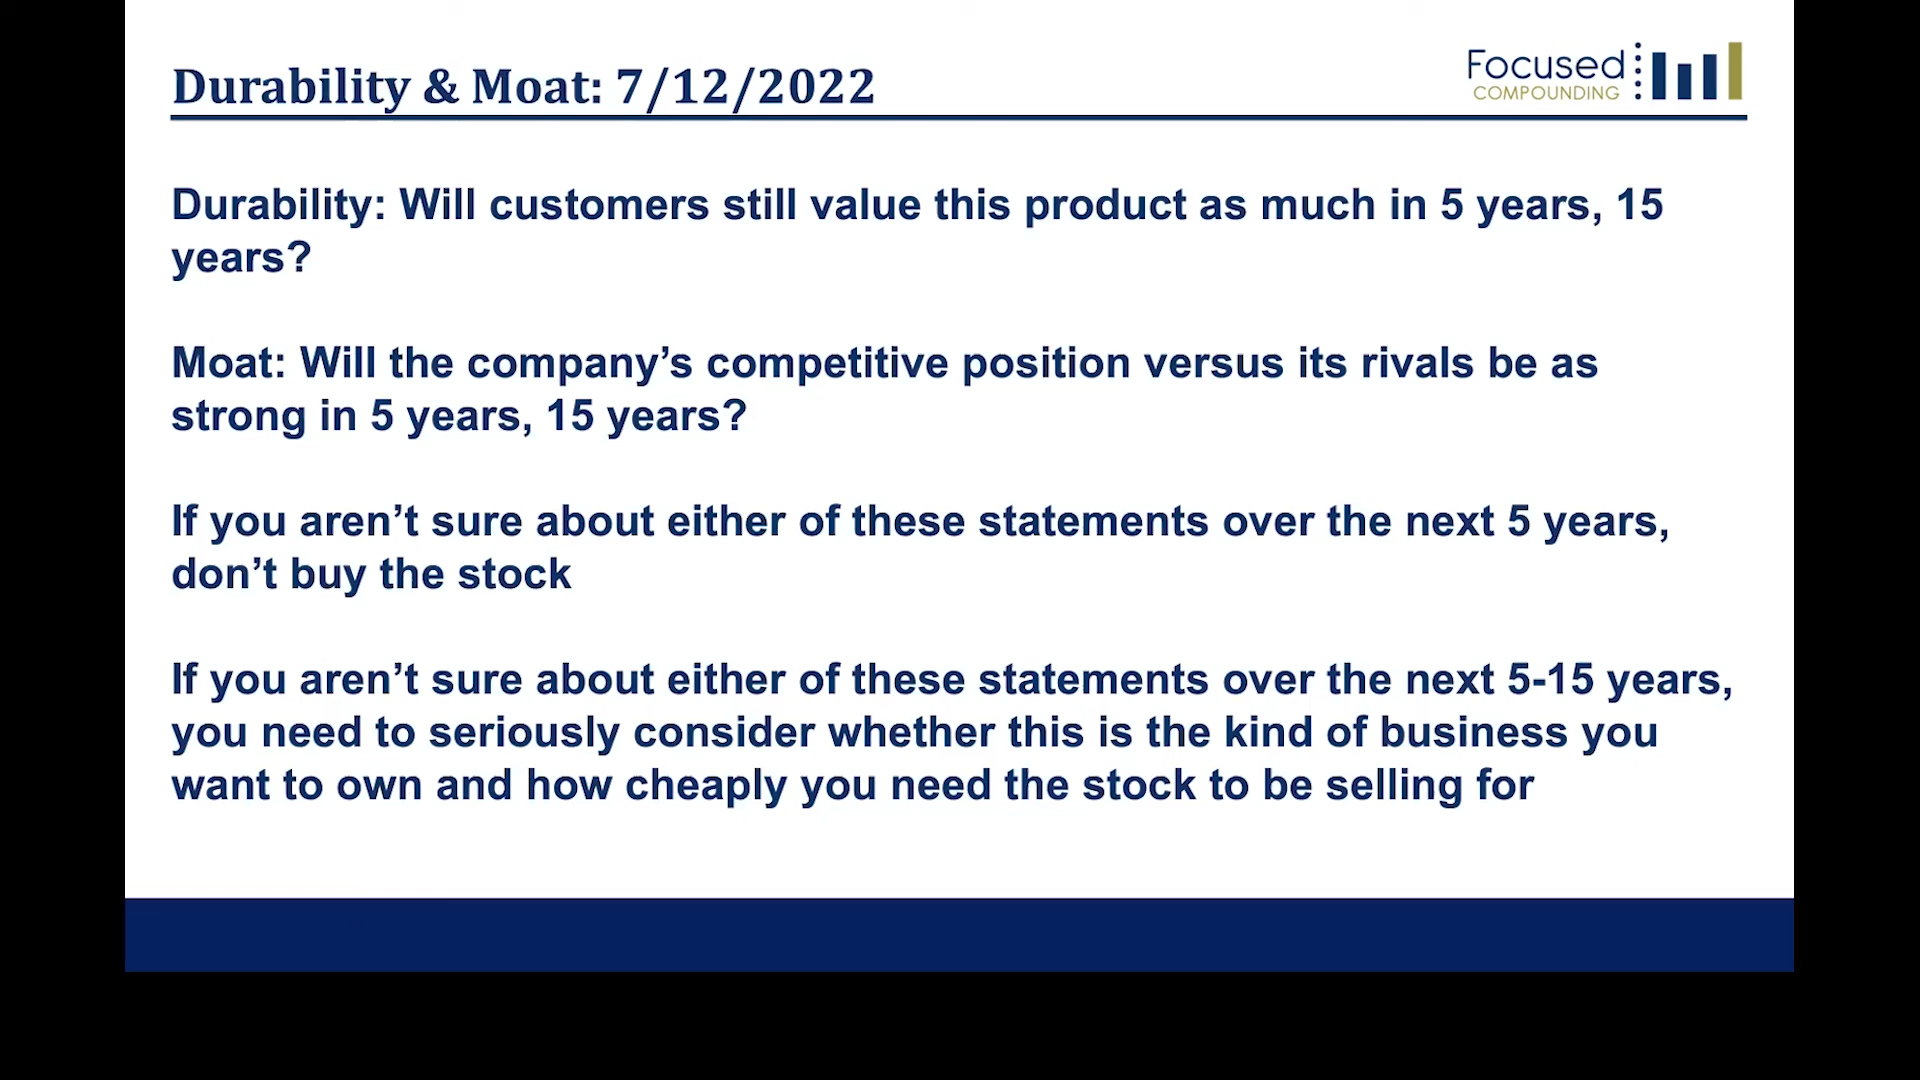 Durability & Moat: 7/12/2022
Focused
COMPOUNDING
Durability: Will customers still value this product as much in 5 years, 15
years?
Moat: Will the company’s competitive position versus its rivals be as
strong in 5 years, 15 years?
If you aren’t sure about either of these statements over the next 5 years,
don’t buy the stock
If you aren’t sure about either of these statements over the next 5-15 years,
you need to seriously consider whether this is the kind of business you
want to own and how cheaply you need the stock to be selling for